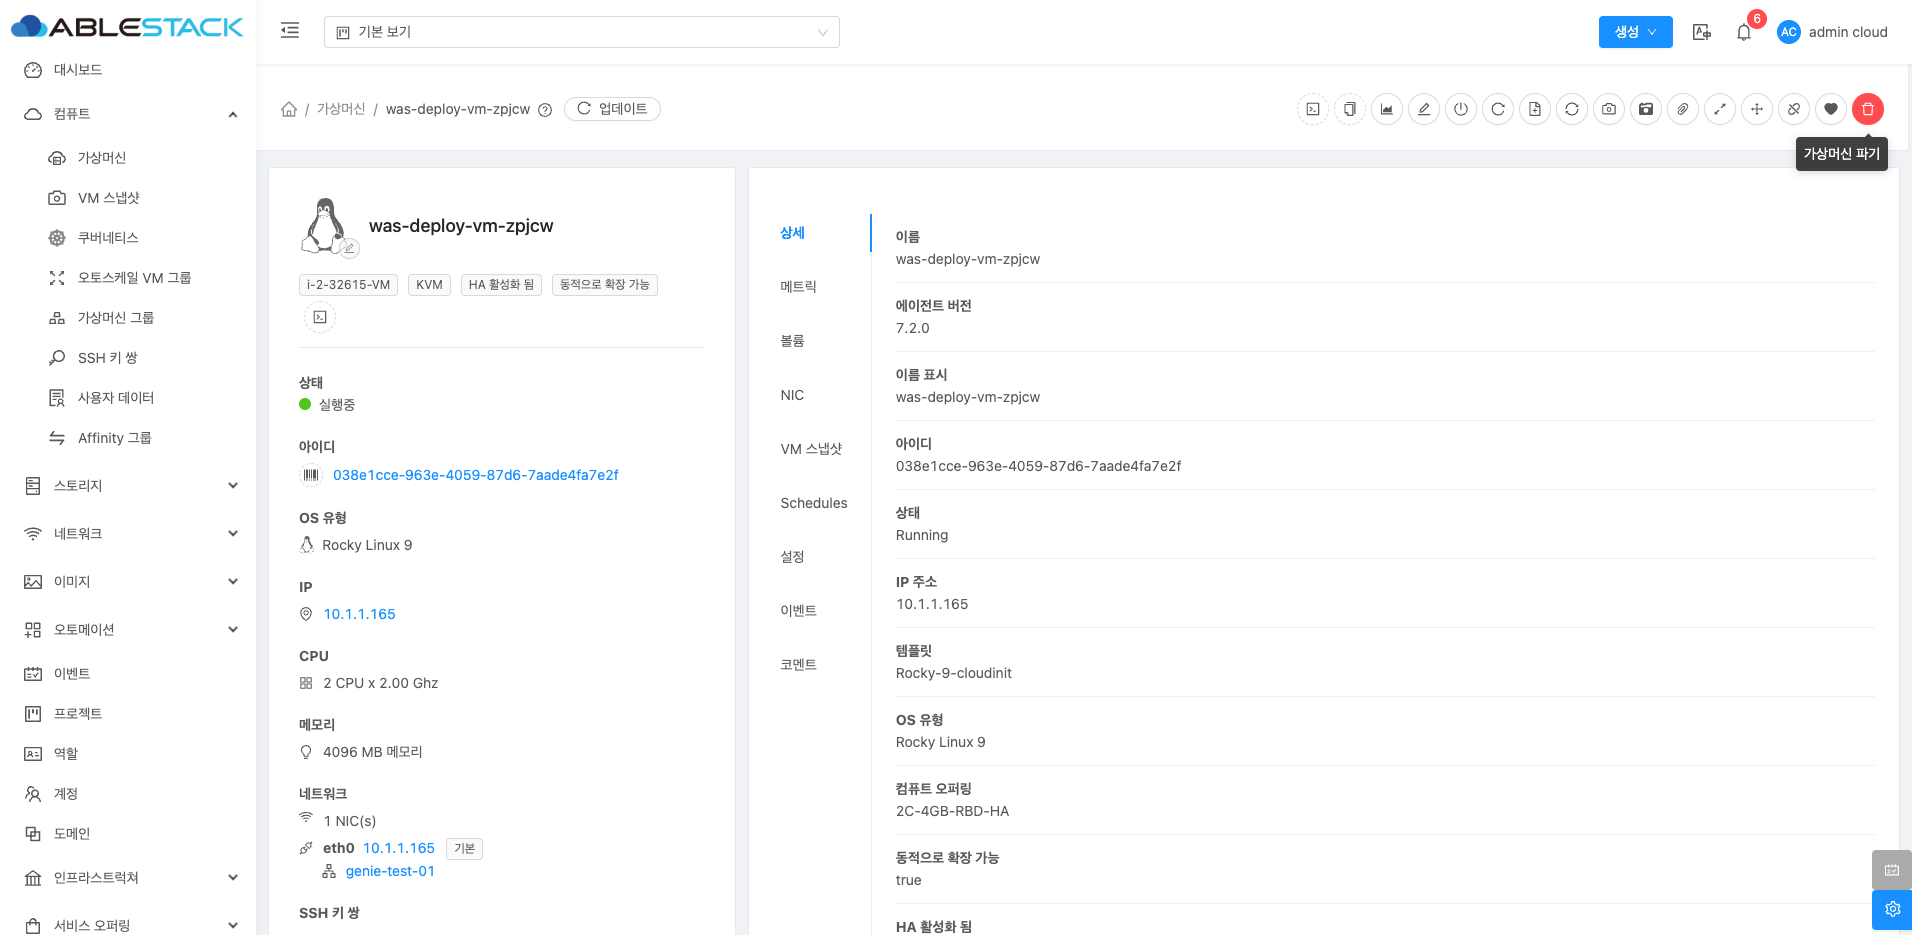 ABLESTACK
대시보드
컴퓨트
가상머신
VM 스냅샷
쿠버네티스
오토스케일 VM 그룹
가상머신 그룹
SSH 키 쌍
사용자 데이터
Affinity 그룹
스토리지
네트워크
이미지
오토메이션
이벤트
프로젝트
역할
계정
도메인
인프라스트럭쳐
서비스 오퍼링
기본 보기
생성
6
AC admin cloud
/ 가상머신 / was-deploy-vm-zpjcw
업데이트
가상머신 파기
was-deploy-vm-zpjcw
i-2-32615-VM KVM HA 활성화 됨 동적으로 확장 가능
상태
실행중
아이디
038e1cce-963e-4059-87d6-7aade4fa7e2f
OS 유형
Rocky Linux 9
IP
10.1.1.165
CPU
2 CPU x 2.00 Ghz
메모리
4096 MB 메모리
네트워크
1 NIC(s)
eth0 10.1.1.165 기본
genie-test-01
SSH 키 쌍
상세
메트릭
볼륨
NIC
VM 스냅샷
Schedules
설정
이벤트
코멘트
이름
was-deploy-vm-zpjcw
에이전트 버전
7.2.0
이름 표시
was-deploy-vm-zpjcw
아이디
038e1cce-963e-4059-87d6-7aade4fa7e2f
상태
Running
IP 주소
10.1.1.165
템플릿
Rocky-9-cloudinit
OS 유형
Rocky Linux 9
컴퓨트 오퍼링
2C-4GB-RBD-HA
동적으로 확장 가능
true
HA 활성화 됨